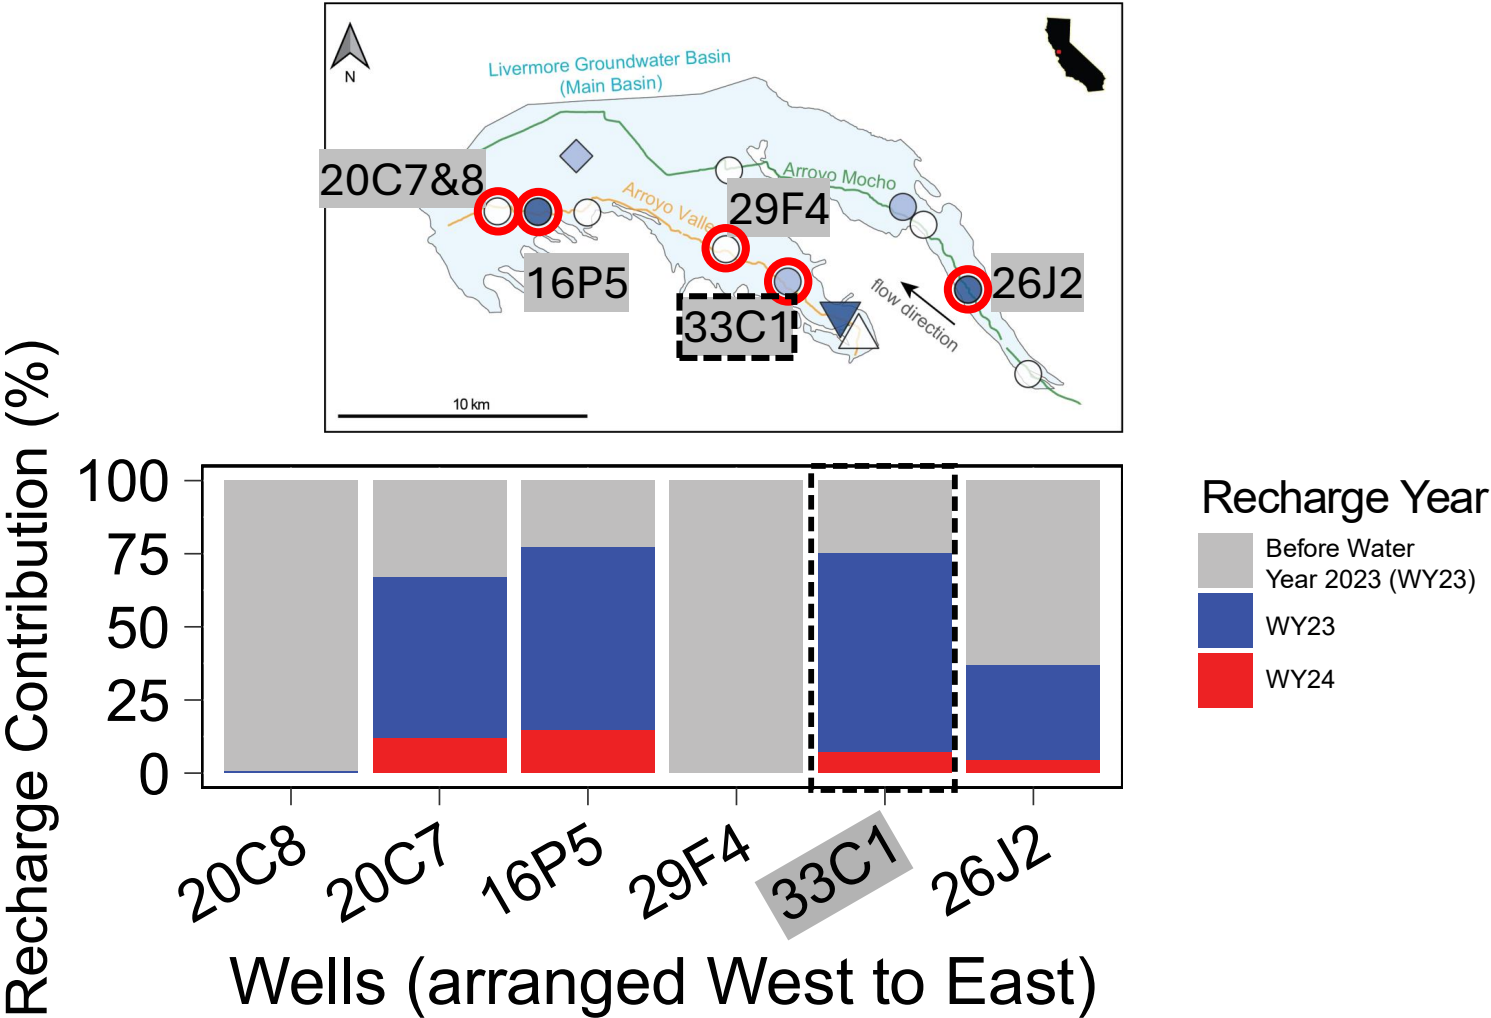 Livermore Groundwater Basin
(Main Basin)
N
20C7&8
Arroyo Mocho
Arroyo Valle
29F4
16P5
26J2
flow direction
33C1
10 km
Recharge Contribution (%)
100
75
50
25
0
20C8
20C7
16P5
29F4
33C1
26J2
Wells (arranged West to East)
Recharge Year
Before Water
Year 2023 (WY23)
WY23
WY24